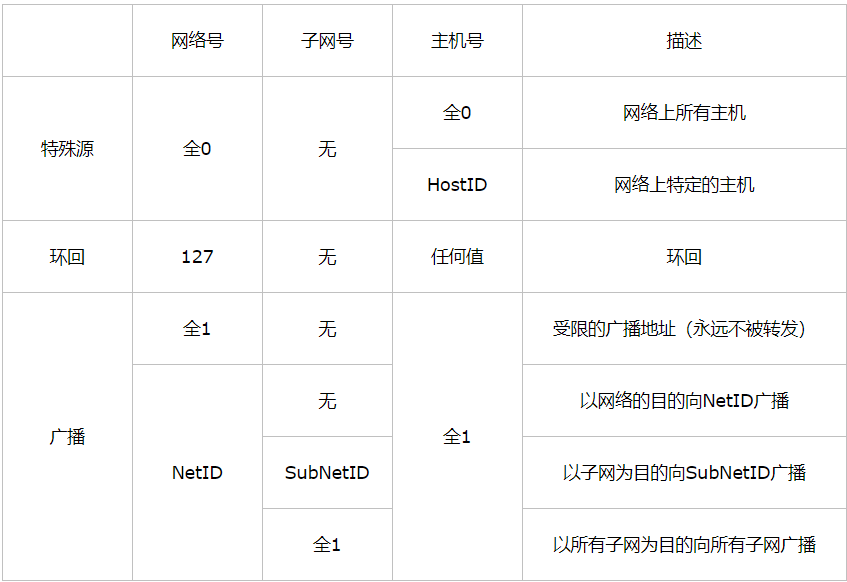 网络号 子网号 主机号 描述
特殊源 全0 无 全0 网络上所有主机
HostID 网络上特定的主机
环回 127 无 任何值 环回
广播 全1 无 全1 受限的广播地址（永远不被转发）
NetID 无 以网络的目的向NetID广播
SubNetID 以子网为目的向SubNetID广播
全1 以所有子网为目的向所有子网广播